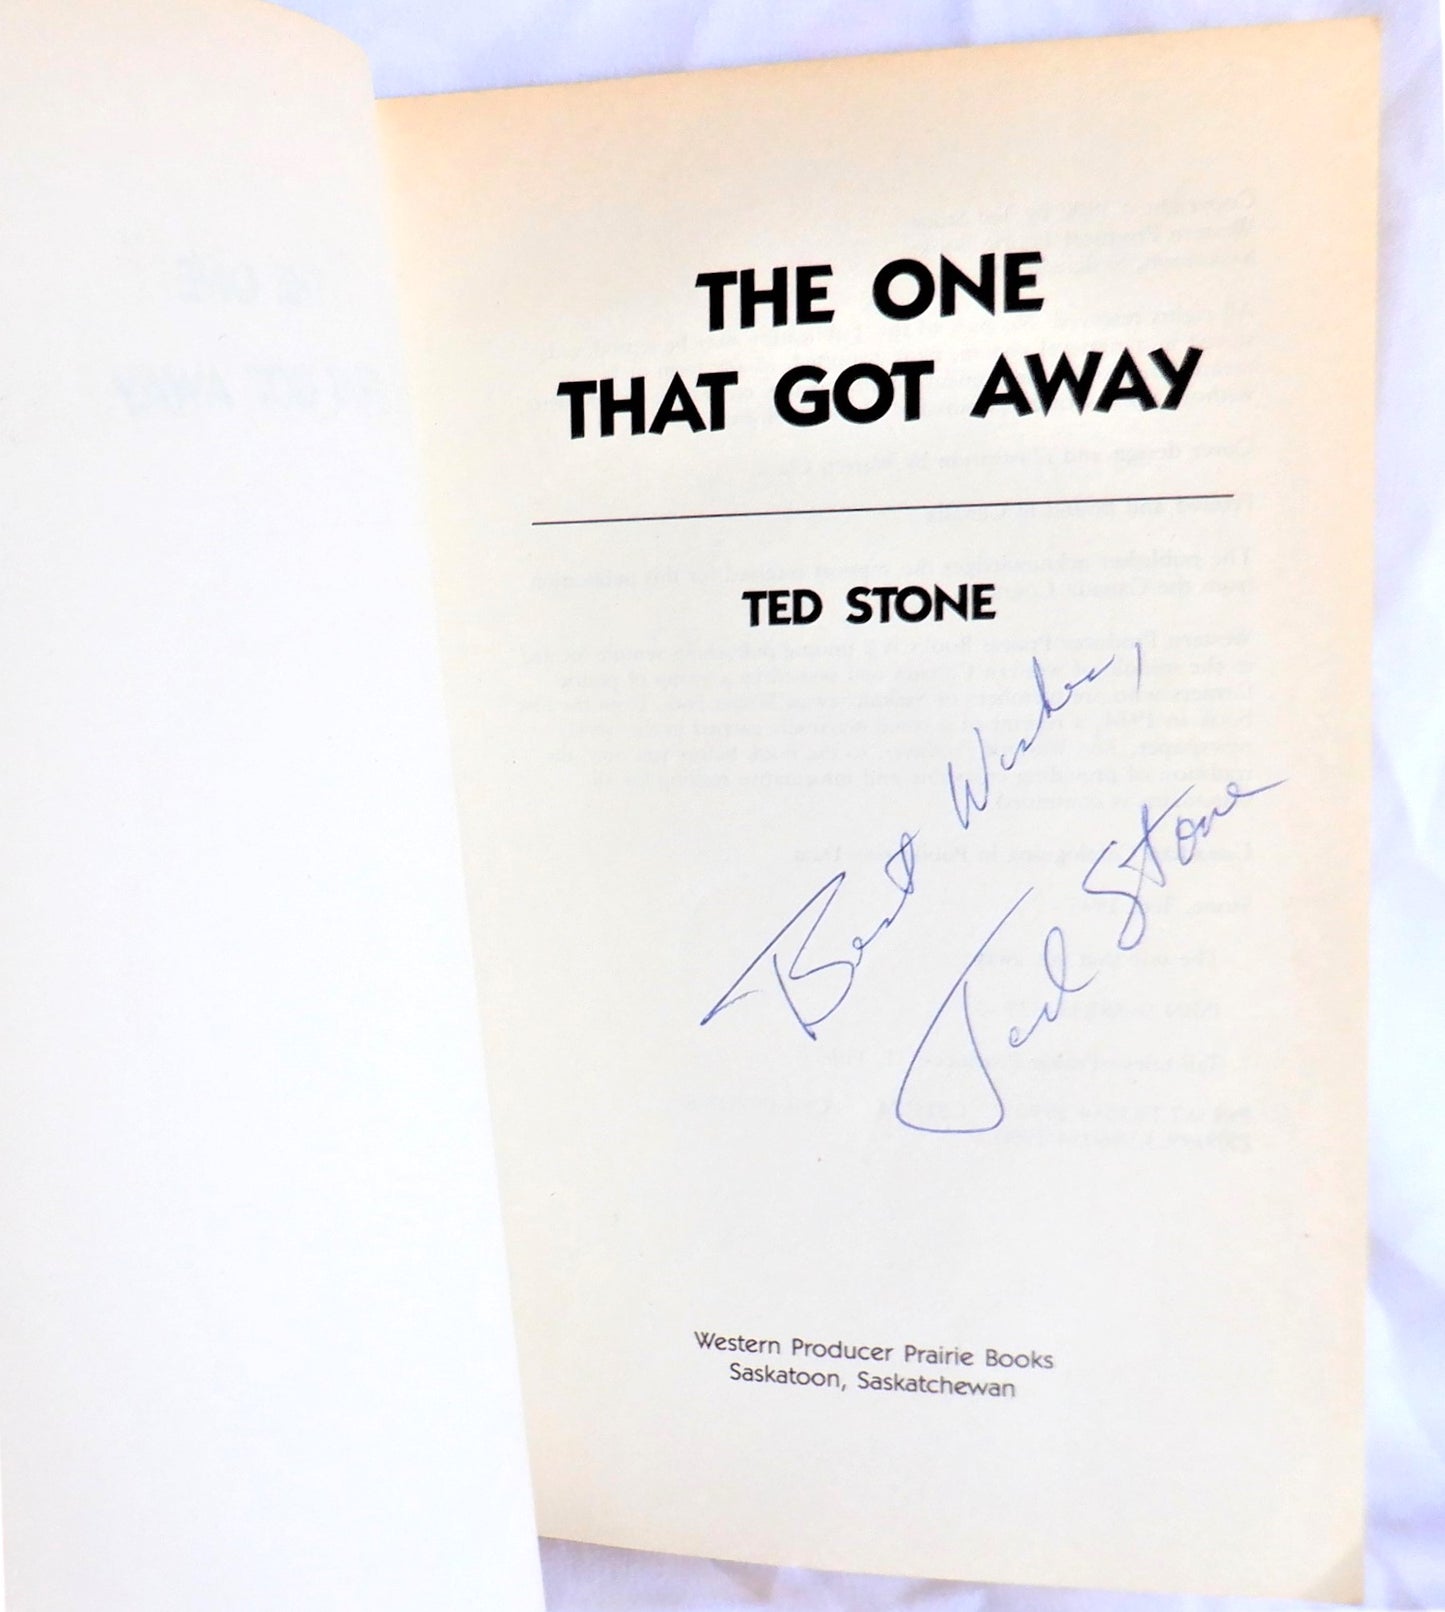 THE ONE
THAT GOT AWAY
TED STONE
Best Wishes,
Ted Stone
Western Producer Prairie Books
Saskatoon, Saskatchewan